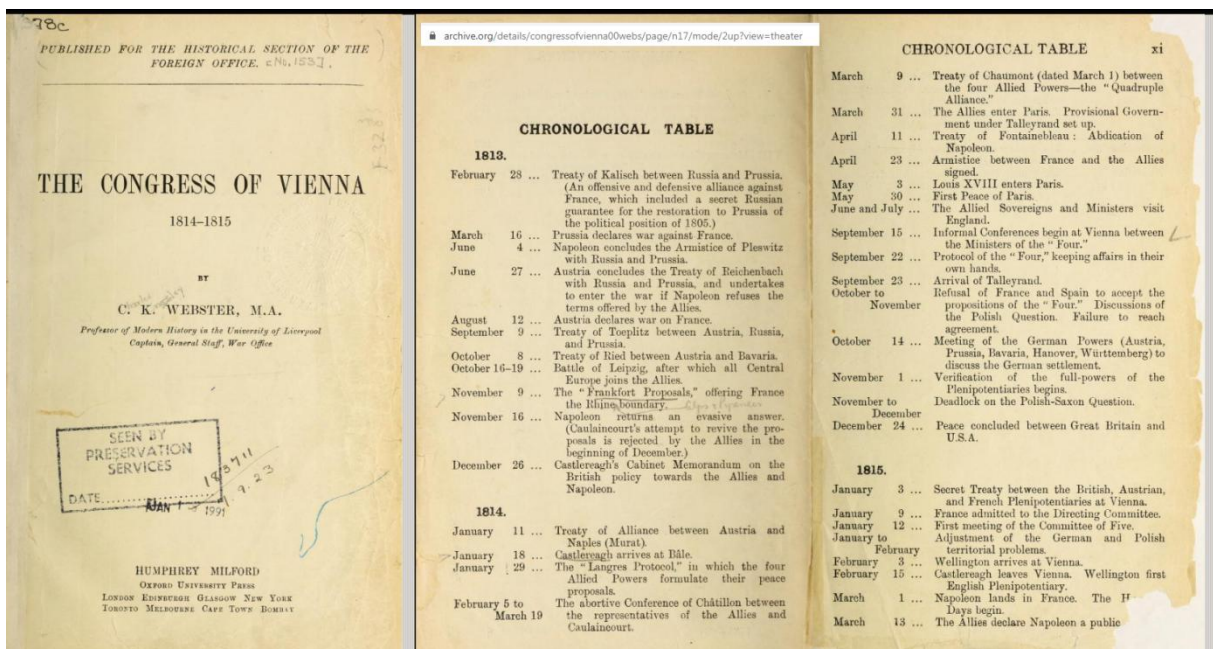 378c
PUBLISHED FOR THE HISTORICAL SECTION OF THE
FOREIGN OFFICE. [No. 153].
THE CONGRESS OF VIENNA
1814–1815
BY
C. K. WEBSTER, M.A.
Professor of Modern History in the University of Liverpool
Captain, General Staff, War Office
SEEN BY
PRESERVATION
SERVICES
DATE
JAN 1991
183711
HUMPHREY MILFORD
OXFORD UNIVERSITY PRESS
LONDON EDINBURGH GLASGOW NEW YORK
TORONTO MELBOURNE CAPE TOWN BOMBAY
archive.org/details/congressofvienna00webs/page/n17/mode/2up?view=theater
CHRONOLOGICAL TABLE
1813.
February 28 ... Treaty of Kalisch between Russia and Prussia.
(An offensive and defensive alliance against
France, which included a secret Russian
guarantee for the restoration to Prussia of
the political position of 1805.)
March 16 ... Prussia declares war against France.
June 4 ... Napoleon concludes the Armistice of Pleswitz
with Russia and Prussia.
June 27 ... Austria concludes the Treaty of Reichenbach
with Russia and Prussia, and undertakes
to enter the war if Napoleon refuses the
terms offered by the Allies.
August 12 ... Austria declares war on France.
September 9 ... Treaty of Toeplitz between Austria, Russia,
and Prussia.
October 8 ... Treaty of Ried between Austria and Bavaria.
October 16–19 ... Battle of Leipzig, after which all Central
Europe joins the Allies.
November 9 ... The "Frankfort Proposals," offering France
the Rhine boundary.
November 16 ... Napoleon returns an evasive answer.
(Caulaincourt's attempt to revive the pro-
posals is rejected by the Allies in the
beginning of December.)
December 26 ... Castlereagh's Cabinet Memorandum on the
British policy towards the Allies and
Napoleon.
1814.
January 11 ... Treaty of Alliance between Austria and
Naples (Murat).
January 18 ... Castlereagh arrives at Bâle.
January 29 ... The "Langres Protocol," in which the four
Allied Powers formulate their peace
proposals.
February 5 to The abortive Conference of Châtillon between
March 19 the representatives of the Allies and
Caulaincourt.
CHRONOLOGICAL TABLE xi
March 9 ... Treaty of Chaumont (dated March 1) between
the four Allied Powers—the "Quadruple
Alliance."
March 31 ... The Allies enter Paris. Provisional Govern-
ment under Talleyrand set up.
April 11 ... Treaty of Fontainebleau : Abdication of
Napoleon.
April 23 ... Armistice between France and the Allies
signed.
May 3 ... Louis XVIII enters Paris.
May 30 ... First Peace of Paris.
June and July ... The Allied Sovereigns and Ministers visit
England.
September 15 ... Informal Conferences begin at Vienna between
the Ministers of the "Four."
September 22 ... Protocol of the "Four," keeping affairs in their
own hands.
September 23 ... Arrival of Talleyrand.
October to Refusal of France and Spain to accept the
November propositions of the "Four." Discussions of
the Polish Question. Failure to reach
agreement.
October 14 ... Meeting of the German Powers (Austria,
Prussia, Bavaria, Hanover, Württemberg) to
discuss the German settlement.
November 1 ... Verification of the full-powers of the
Plenipotentiaries begins.
November to Deadlock on the Polish-Saxon Question.
December
December 24 ... Peace concluded between Great Britain and
U.S.A.
1815.
January 3 ... Secret Treaty between the British, Austrian,
and French Plenipotentiaries at Vienna.
January 9 ... France admitted to the Directing Committee.
January 12 ... First meeting of the Committee of Five.
January to Adjustment of the German and Polish
February territorial problems.
February 3 ... Wellington arrives at Vienna.
February 15 ... Castlereagh leaves Vienna. Wellington first
English Plenipotentiary.
March 1 ... Napoleon lands in France. The H
Days begin.
March 13 ... The Allies declare Napoleon a public